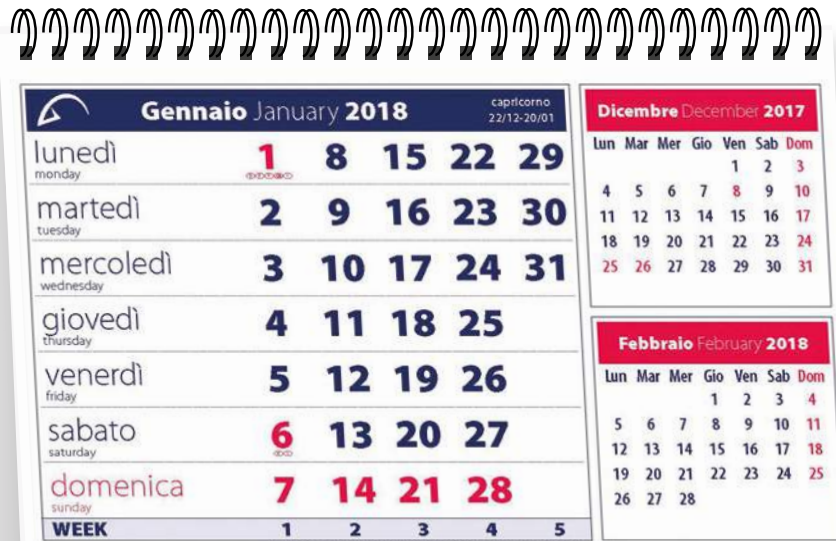 Gennaio January 2018
capricorno
22/12-20/01
lunedì 1 8 15 22 29
monday
martedì 2 9 16 23 30
tuesday
mercoledì 3 10 17 24 31
wednesday
giovedì 4 11 18 25
thursday
venerdì 5 12 19 26
friday
sabato 6 13 20 27
saturday
domenica 7 14 21 28
sunday
WEEK 1 2 3 4 5
Dicembre December 2017
Lun Mar Mer Gio Ven Sab Dom
1 2 3
4 5 6 7 8 9 10
11 12 13 14 15 16 17
18 19 20 21 22 23 24
25 26 27 28 29 30 31
Febbraio February 2018
Lun Mar Mer Gio Ven Sab Dom
1 2 3 4
5 6 7 8 9 10 11
12 13 14 15 16 17 18
19 20 21 22 23 24 25
26 27 28